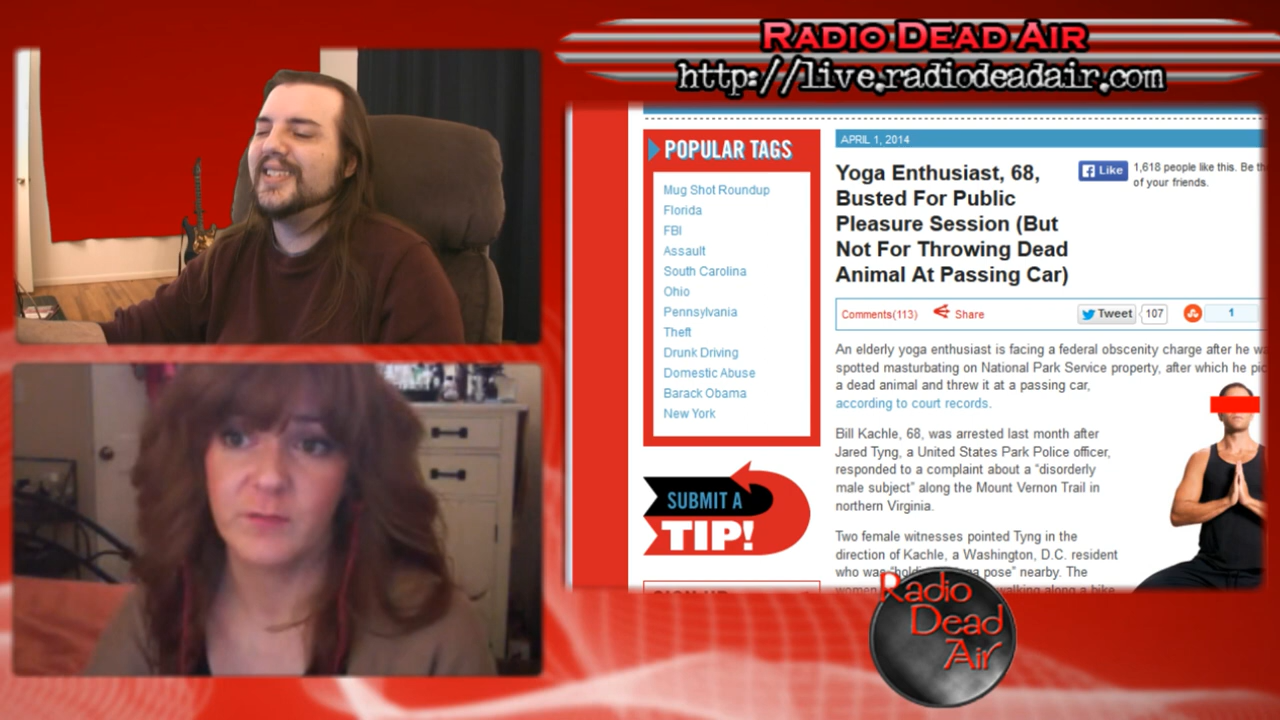 Radio Dead Air
http://live.radiodeadair.com
POPULAR TAGS
Mug Shot Roundup
Florida
FBI
Assault
South Carolina
Ohio
Pennsylvania
Theft
Drunk Driving
Domestic Abuse
Barack Obama
New York
SUBMIT A
TIP!
APRIL 1, 2014
Yoga Enthusiast, 68,
Busted For Public
Pleasure Session (But
Not For Throwing Dead
Animal At Passing Car)
Like
1,618 people like this. Be
of your friends.
Comments(113)
Share
Tweet
107
1
An elderly yoga enthusiast is facing a federal obscenity charge after he
spotted masturbating on National Park Service property, after which he
a dead animal and threw it at a passing car,
according to court records.
Bill Kachle, 68, was arrested last month after
Jared Tyng, a United States Park Police officer,
responded to a complaint about a "disorderly
male subject" along the Mount Vernon Trail in
northern Virginia.
Two female witnesses pointed Tyng in the
direction of Kachle, a Washington, D.C. resident
who was pose" nearby. The
Radio
Dead
Air